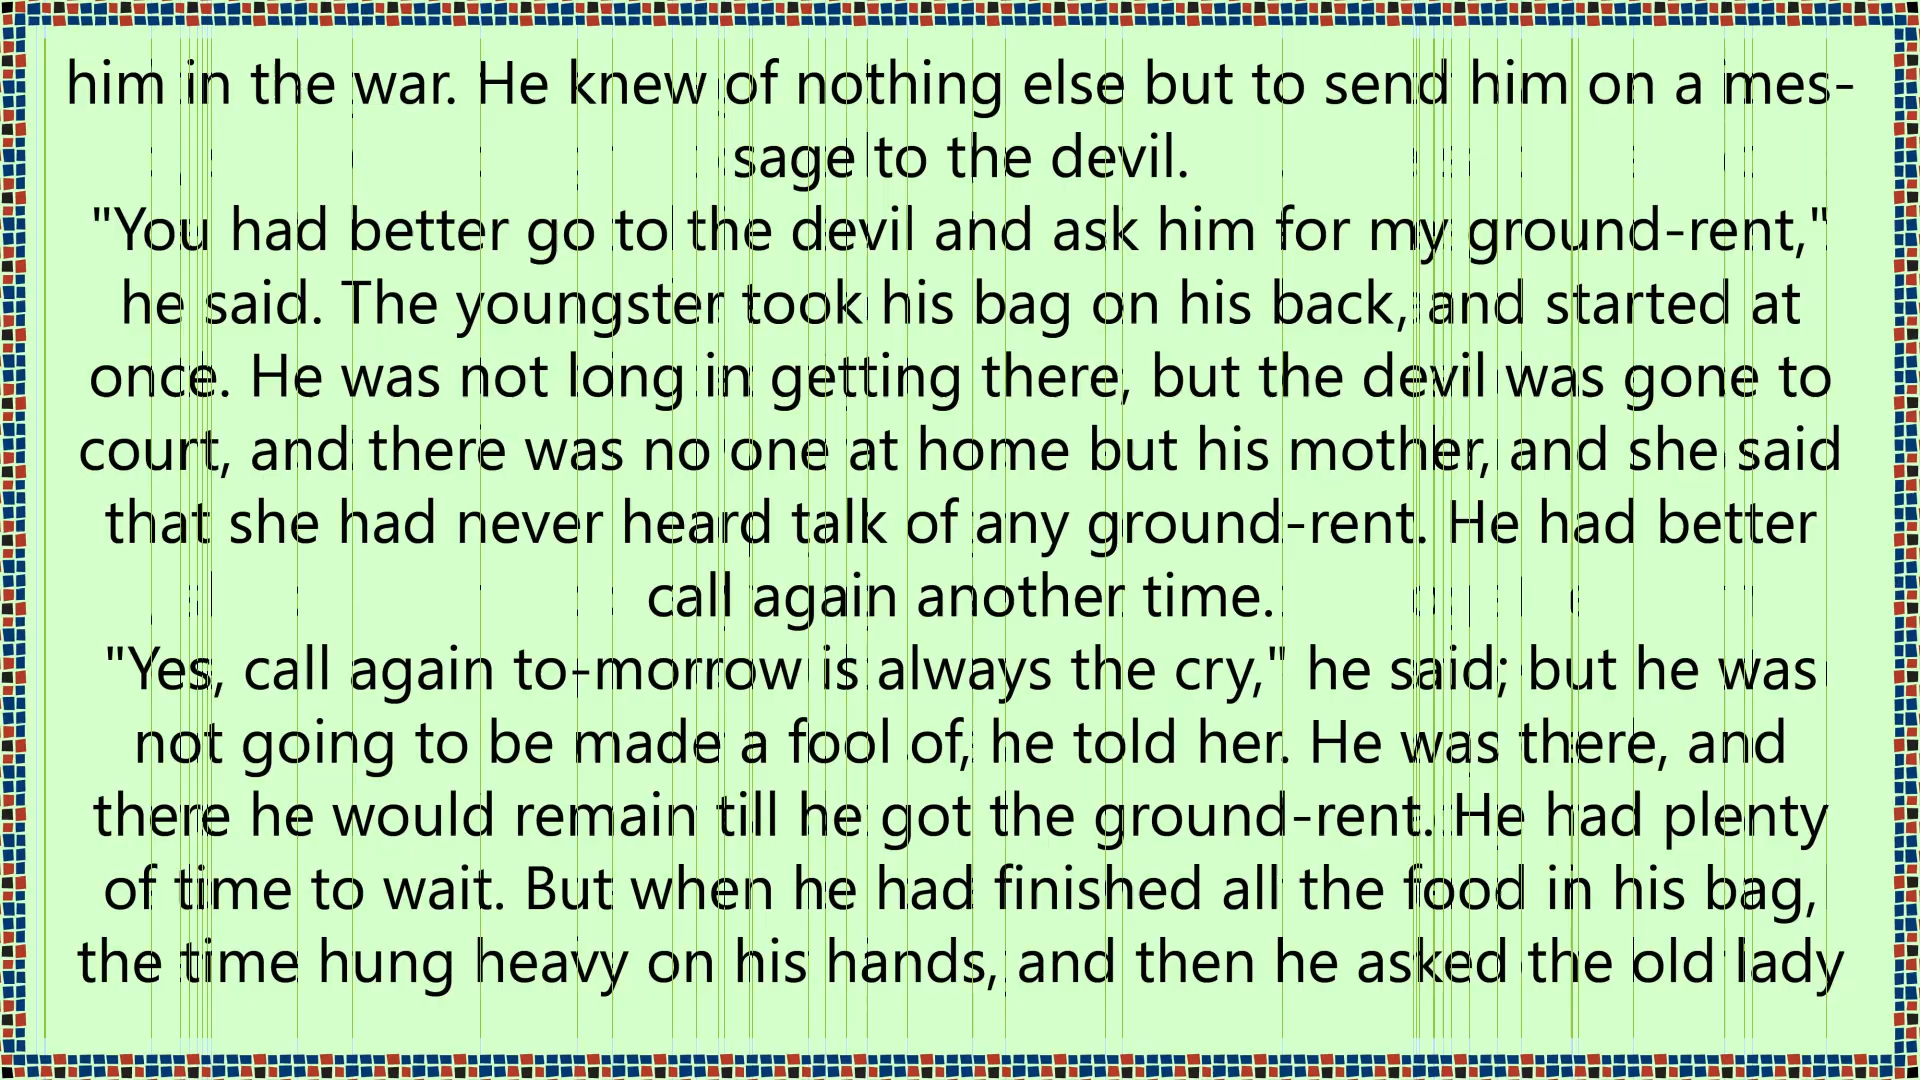 him in the war. He knew of nothing else but to send him on a mes-
sage to the devil.
"You had better go to the devil and ask him for my ground-rent,"
he said. The youngster took his bag on his back, and started at
once. He was not long in getting there, but the devil was gone to
court, and there was no one at home but his mother, and she said
that she had never heard talk of any ground-rent. He had better
call again another time.
"Yes, call again to-morrow is always the cry," he said; but he was
not going to be made a fool of, he told her. He was there, and
there he would remain till he got the ground-rent. He had plenty
of time to wait. But when he had finished all the food in his bag,
the time hung heavy on his hands, and then he asked the old lady